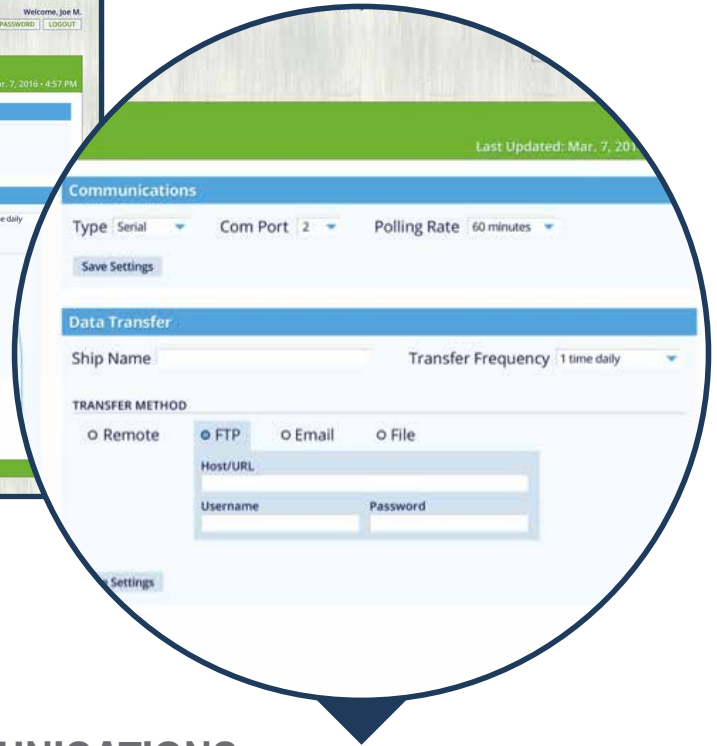 Welcome, Joe M.
PASSWORD LOGOUT
Mar. 7, 2016 • 4:57 PM
daily
Last Updated: Mar. 7, 201
Communications
Type Serial Com Port 2 Polling Rate 60 minutes
Save Settings
Data Transfer
Ship Name Transfer Frequency 1 time daily
TRANSFER METHOD
Remote FTP Email File
Host/URL
Username Password
Settings